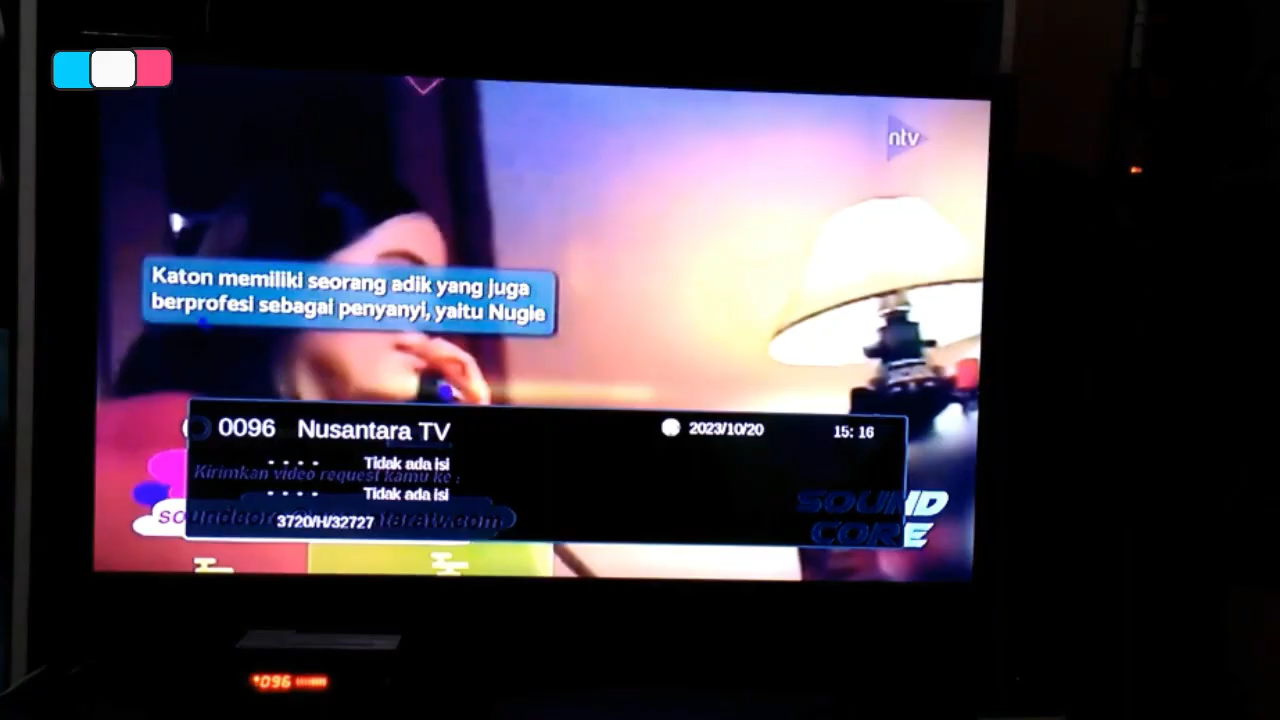 ntv
Katon memiliki seorang adik yang juga
berprofesi sebagai penyanyi, yaitu Nugie
0096 Nusantara TV
2023/10/20
15: 16
- - - - Tidak ada isi
Kirimkan video request kamu ke :
- - - - Tidak ada isi
3720/H/32727
SOUND
CORE
096